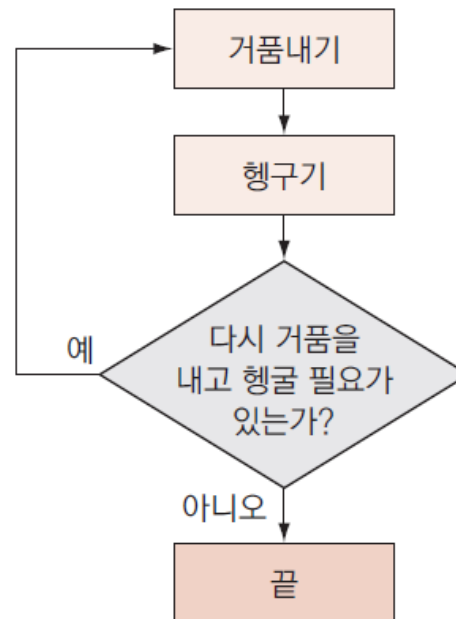 거품내기
헹구기
다시 거품을
내고 헹굴 필요가
있는가?
예
아니오
끝